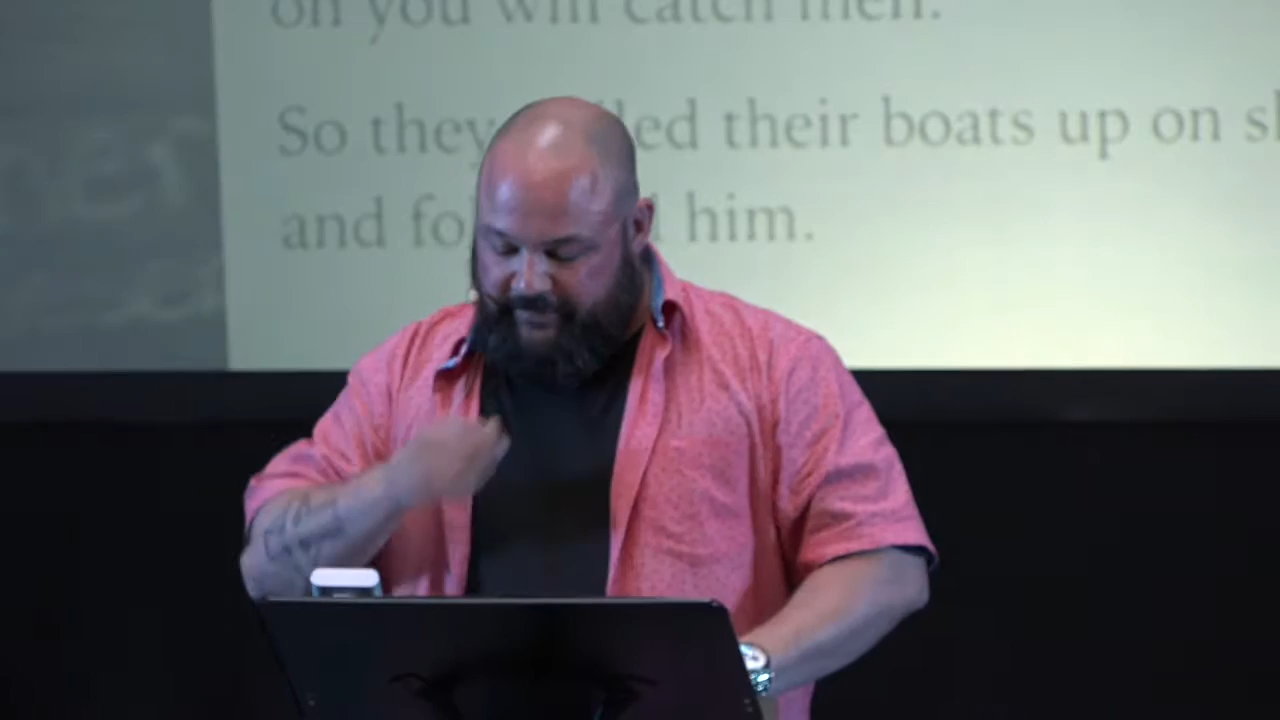 on you will catch men.
So they ed their boats up on
and fo him.